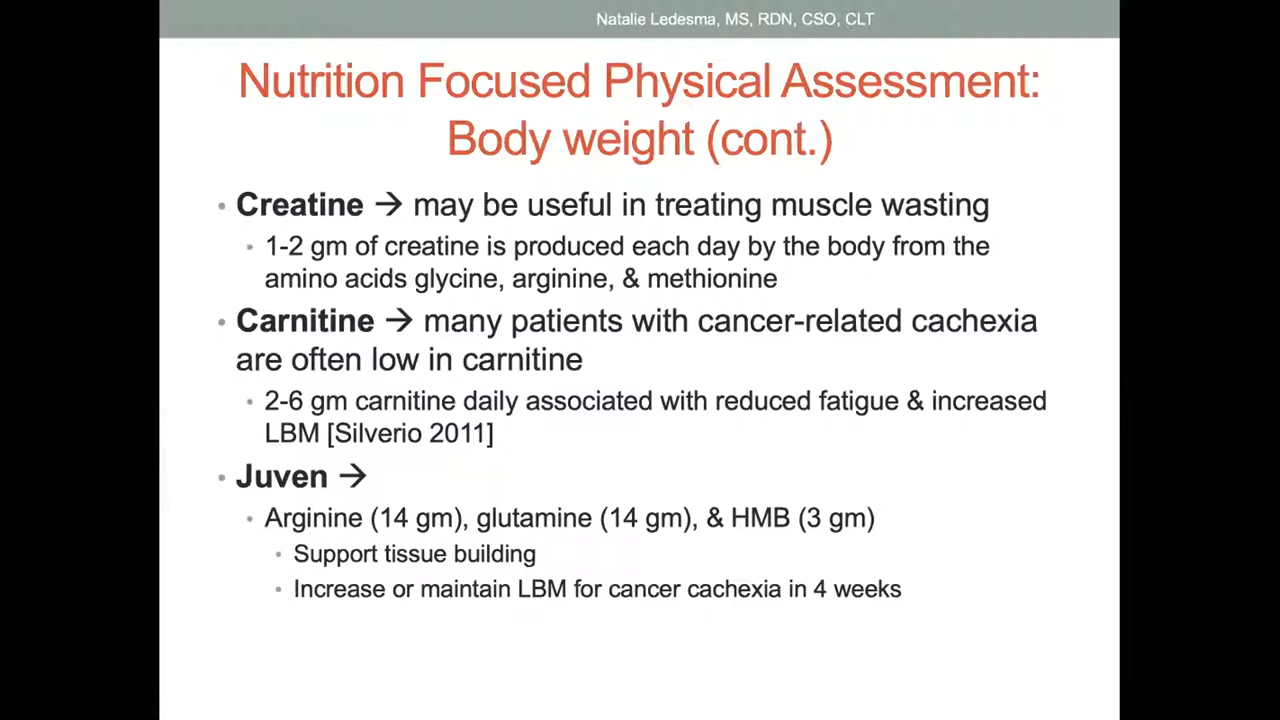 Natalie Ledesma, MS, RDN, CSO, CLT
Nutrition Focused Physical Assessment:
Body weight (cont.)
• Creatine → may be useful in treating muscle wasting
• 1-2 gm of creatine is produced each day by the body from the
amino acids glycine, arginine, & methionine
• Carnitine → many patients with cancer-related cachexia
are often low in carnitine
• 2-6 gm carnitine daily associated with reduced fatigue & increased
LBM [Silverio 2011]
• Juven →
• Arginine (14 gm), glutamine (14 gm), & HMB (3 gm)
• Support tissue building
• Increase or maintain LBM for cancer cachexia in 4 weeks